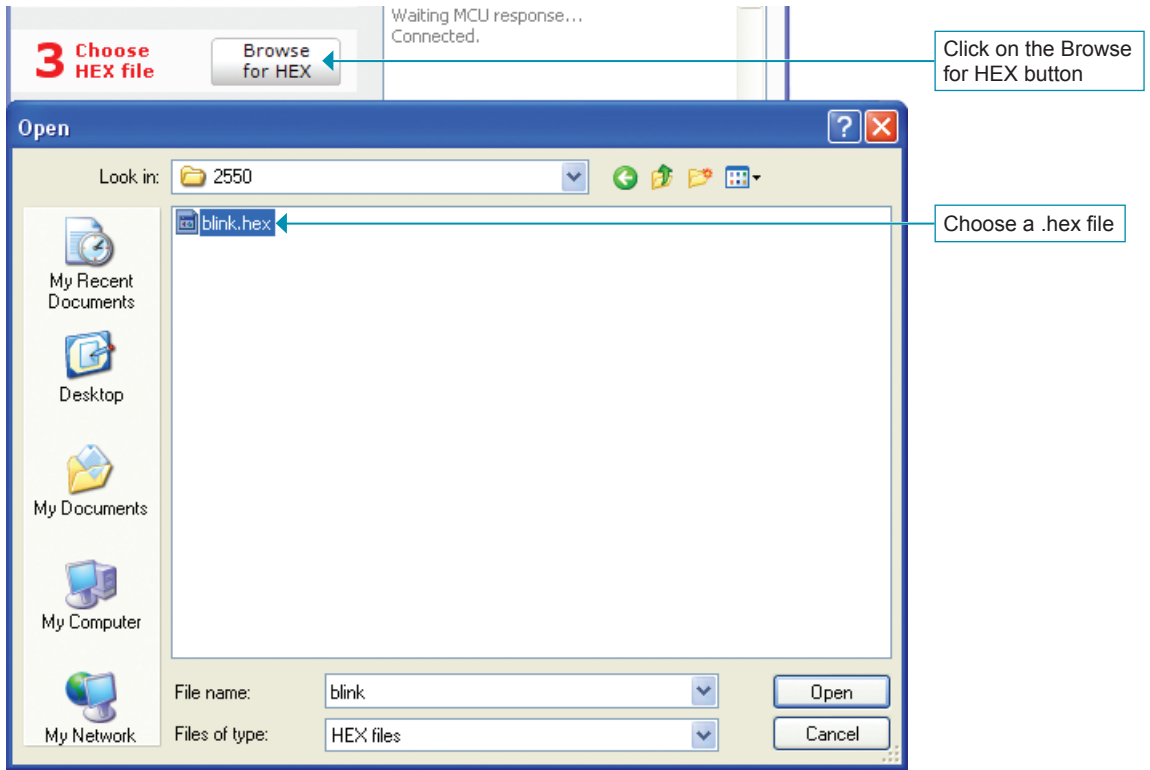 Waiting MCU response...
Connected.
3 Choose
HEX file
Browse
for HEX
Click on the Browse
for HEX button
Open
Look in:
2550
blink.hex
Choose a .hex file
My Recent
Documents
Desktop
My Documents
My Computer
My Network
File name:
blink
Open
Files of type:
HEX files
Cancel